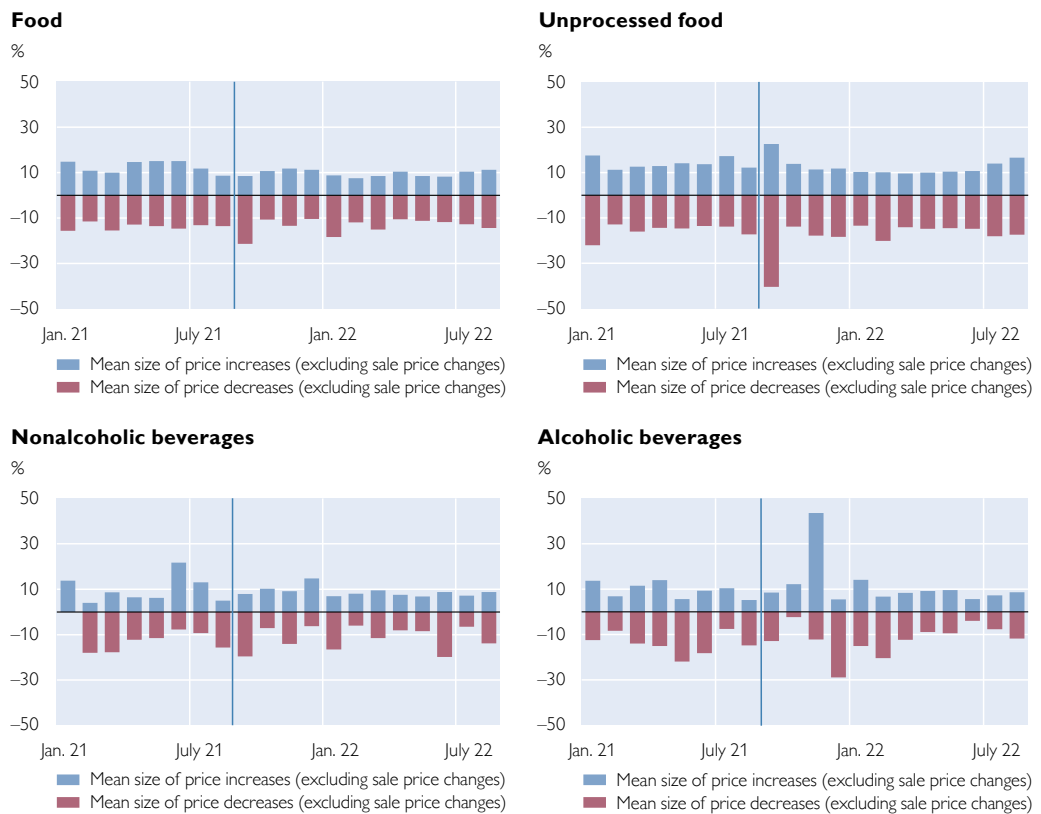 Food
%
50
30
10
–10
–30
–50
Jan. 21 July 21 Jan. 22 July 22
Mean size of price increases (excluding sale price changes)
Mean size of price decreases (excluding sale price changes)
Unprocessed food
%
50
30
10
–10
–30
–50
Jan. 21 July 21 Jan. 22 July 22
Mean size of price increases (excluding sale price changes)
Mean size of price decreases (excluding sale price changes)
Nonalcoholic beverages
%
50
30
10
–10
–30
–50
Jan. 21 July 21 Jan. 22 July 22
Mean size of price increases (excluding sale price changes)
Mean size of price decreases (excluding sale price changes)
Alcoholic beverages
%
50
30
10
–10
–30
–50
Jan. 21 July 21 Jan. 22 July 22
Mean size of price increases (excluding sale price changes)
Mean size of price decreases (excluding sale price changes)